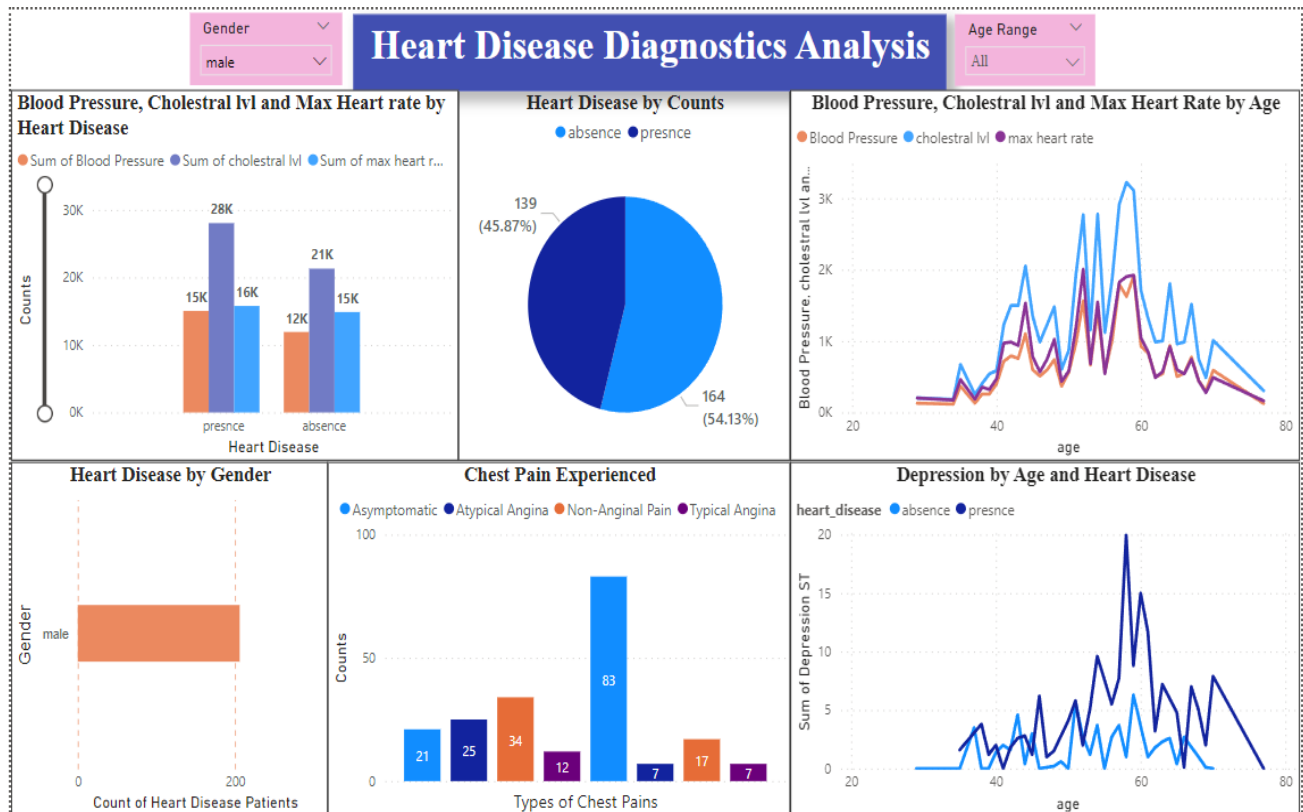 Gender
male
Heart Disease Diagnostics Analysis
Age Range
All
Blood Pressure, Cholestral lvl and Max Heart rate by
Heart Disease
Sum of Blood Pressure Sum of cholestral lvl Sum of max heart r...
Counts
30K
20K
10K
0K
15K
28K
16K
12K
21K
15K
presnce
absence
Heart Disease
Heart Disease by Counts
absence presnce
139
(45.87%)
164
(54.13%)
Blood Pressure, Cholestral lvl and Max Heart Rate by Age
Blood Pressure cholestral lvl max heart rate
Blood Pressure, cholestral lvl an...
3K
2K
1K
0K
20
40
60
80
age
Heart Disease by Gender
Gender
male
0
200
Count of Heart Disease Patients
Chest Pain Experienced
Asymptomatic Atypical Angina Non-Anginal Pain Typical Angina
Counts
100
50
0
21
25
34
12
83
7
17
7
Types of Chest Pains
Depression by Age and Heart Disease
heart_disease absence presnce
Sum of Depression ST
20
15
10
5
0
20
40
60
80
age